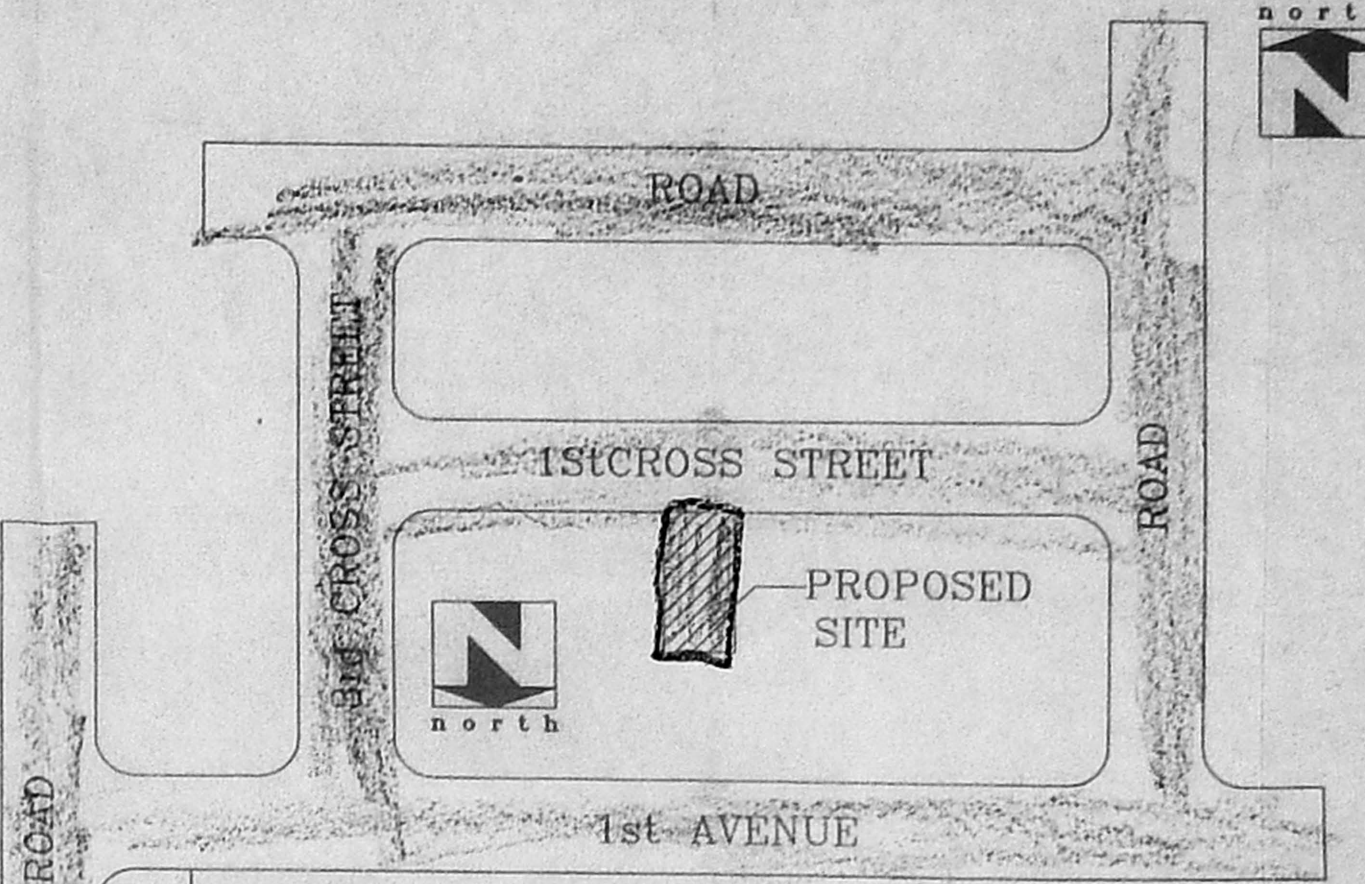 nort
N
ROAD
3rd CROSS STREET
1StCROSS STREET
ROAD
PROPOSED
SITE
N
north
ROAD
1st AVENUE